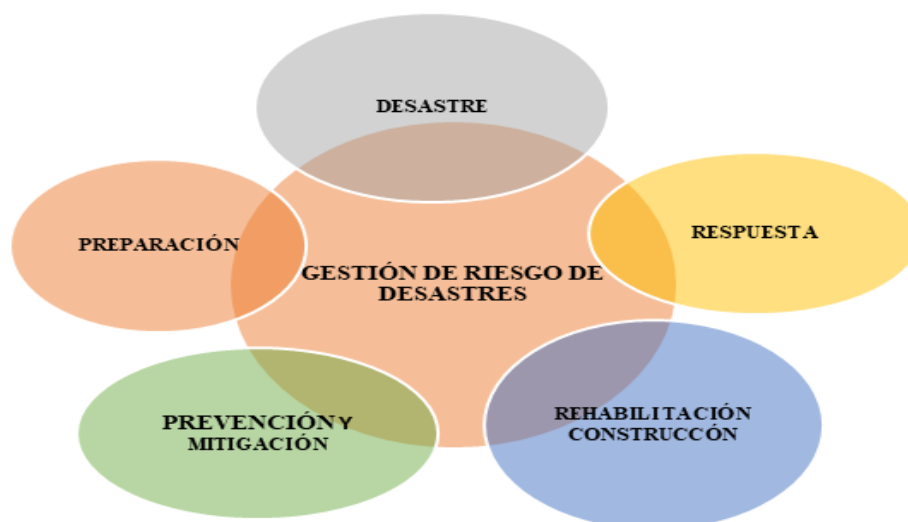 DESASTRE
PREPARACIÓN
RESPUESTA
GESTIÓN DE RIESGO DE
DESASTRES
PREVENCIÓN Y
MITIGACIÓN
REHABILITACIÓN
CONSTRUCCÓN